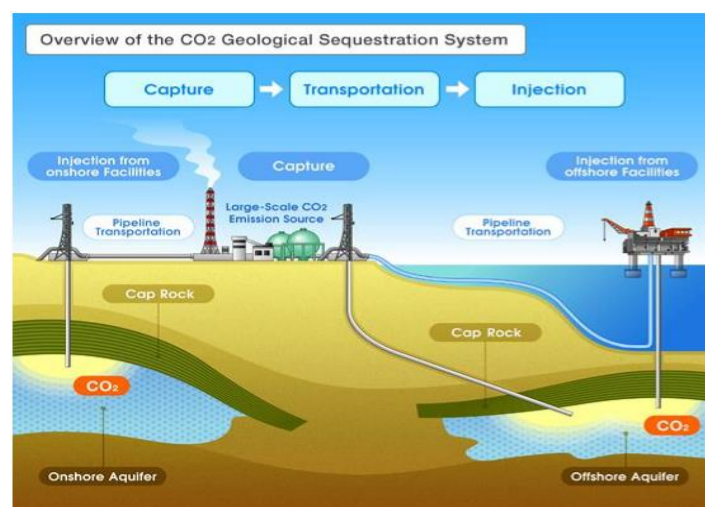 Overview of the CO2 Geological Sequestration System
Capture
Transportation
Injection
Injection from
onshore Facilities
Capture
Injection from
offshore Facilities
Large-Scale CO2
Emission Source
Pipeline
Transportation
Pipeline
Transportation
Cap Rock
Cap Rock
CO2
CO2
Onshore Aquifer
Offshore Aquifer